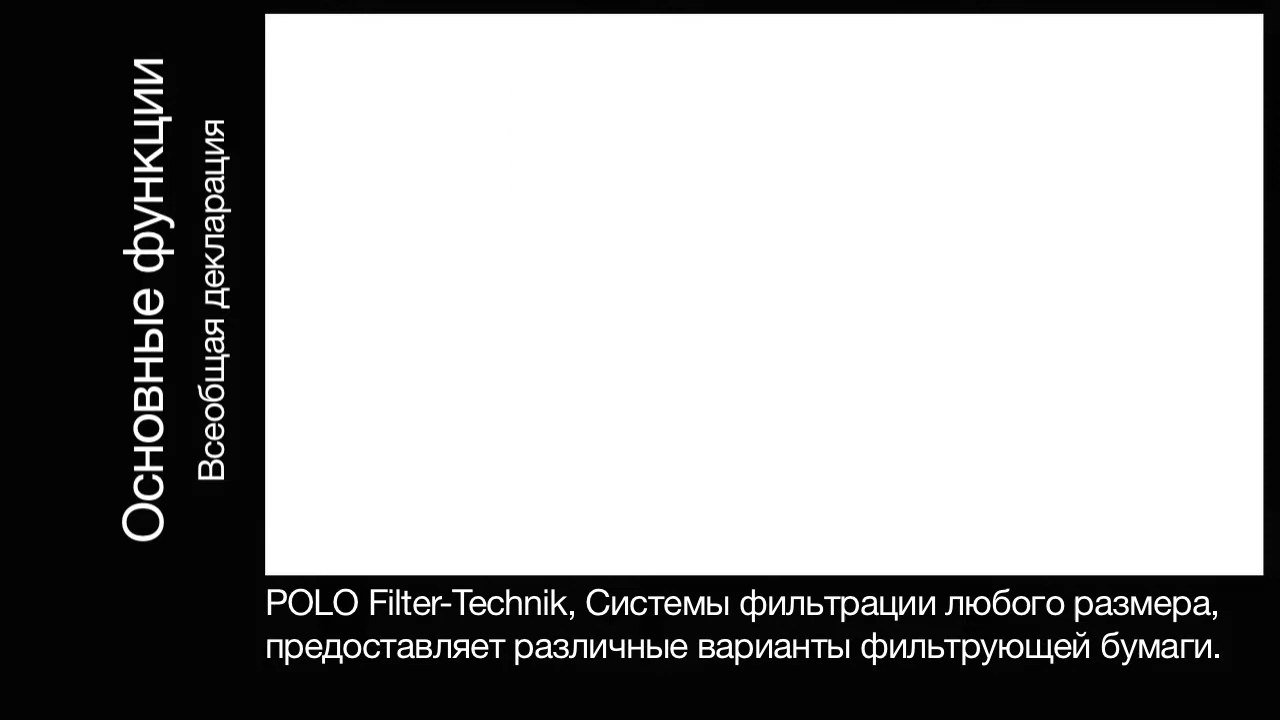 Основные функции
Всеобщая декларация
POLO Filter-Technik, Системы фильтрации любого размера,
предоставляет различные варианты фильтрующей бумаги.